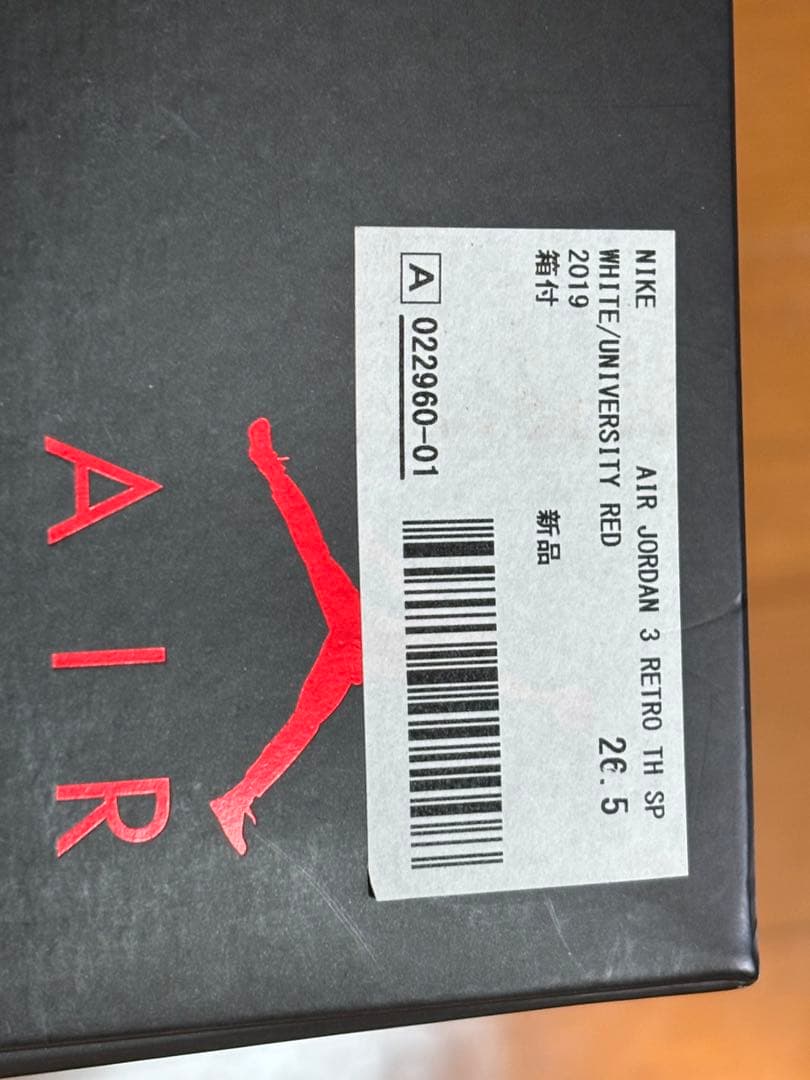 NIKE AIR JORDAN 3 RETRO TH SP
WHITE/UNIVERSITY RED
2019 26.5
箱付 新品
A 022960-01
AIR